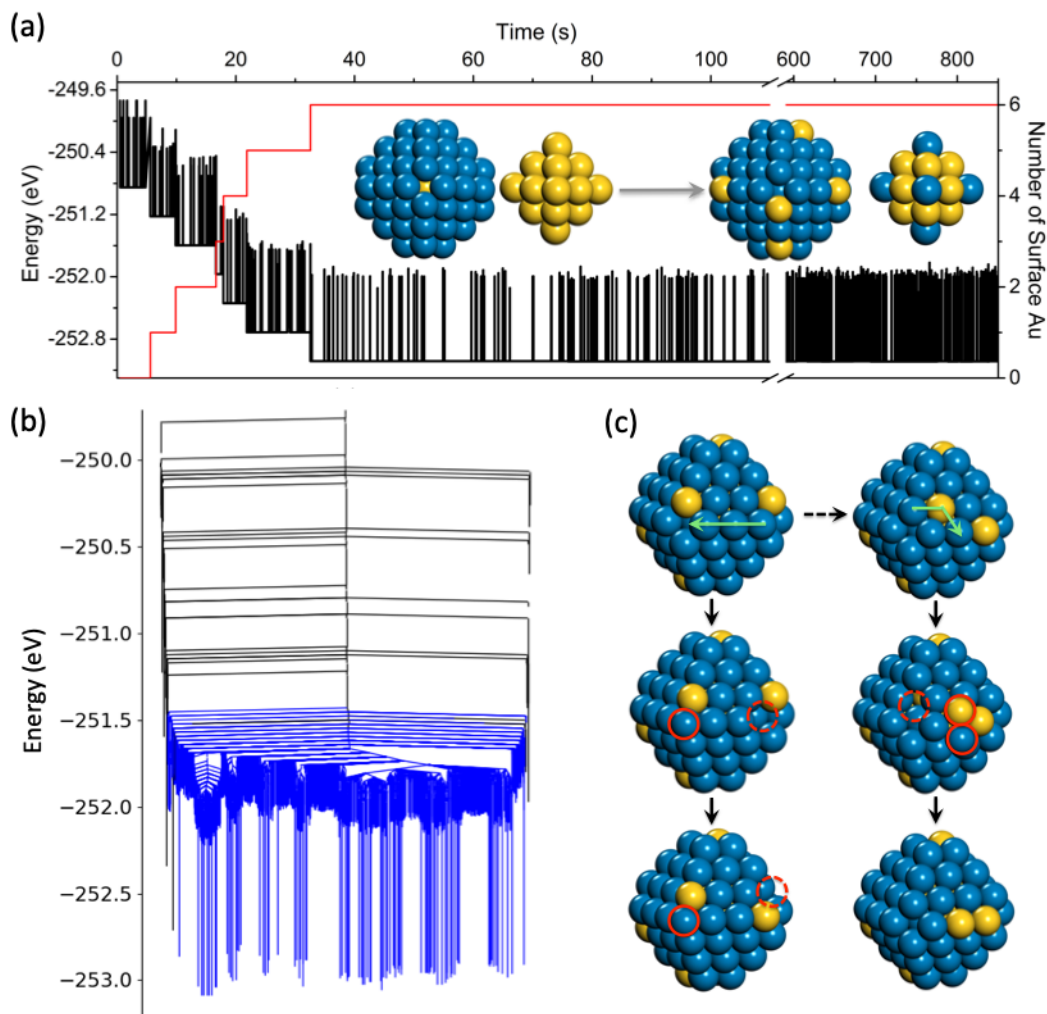 (a)
Time (s)
0 20 40 60 80 100 600 700 800
-249.6
-250.4
-251.2
-252.0
-252.8
Energy (eV)
6
4
2
0
Number of Surface Au
(b)
−250.0
−250.5
−251.0
−251.5
−252.0
−252.5
−253.0
Energy (eV)
(c)